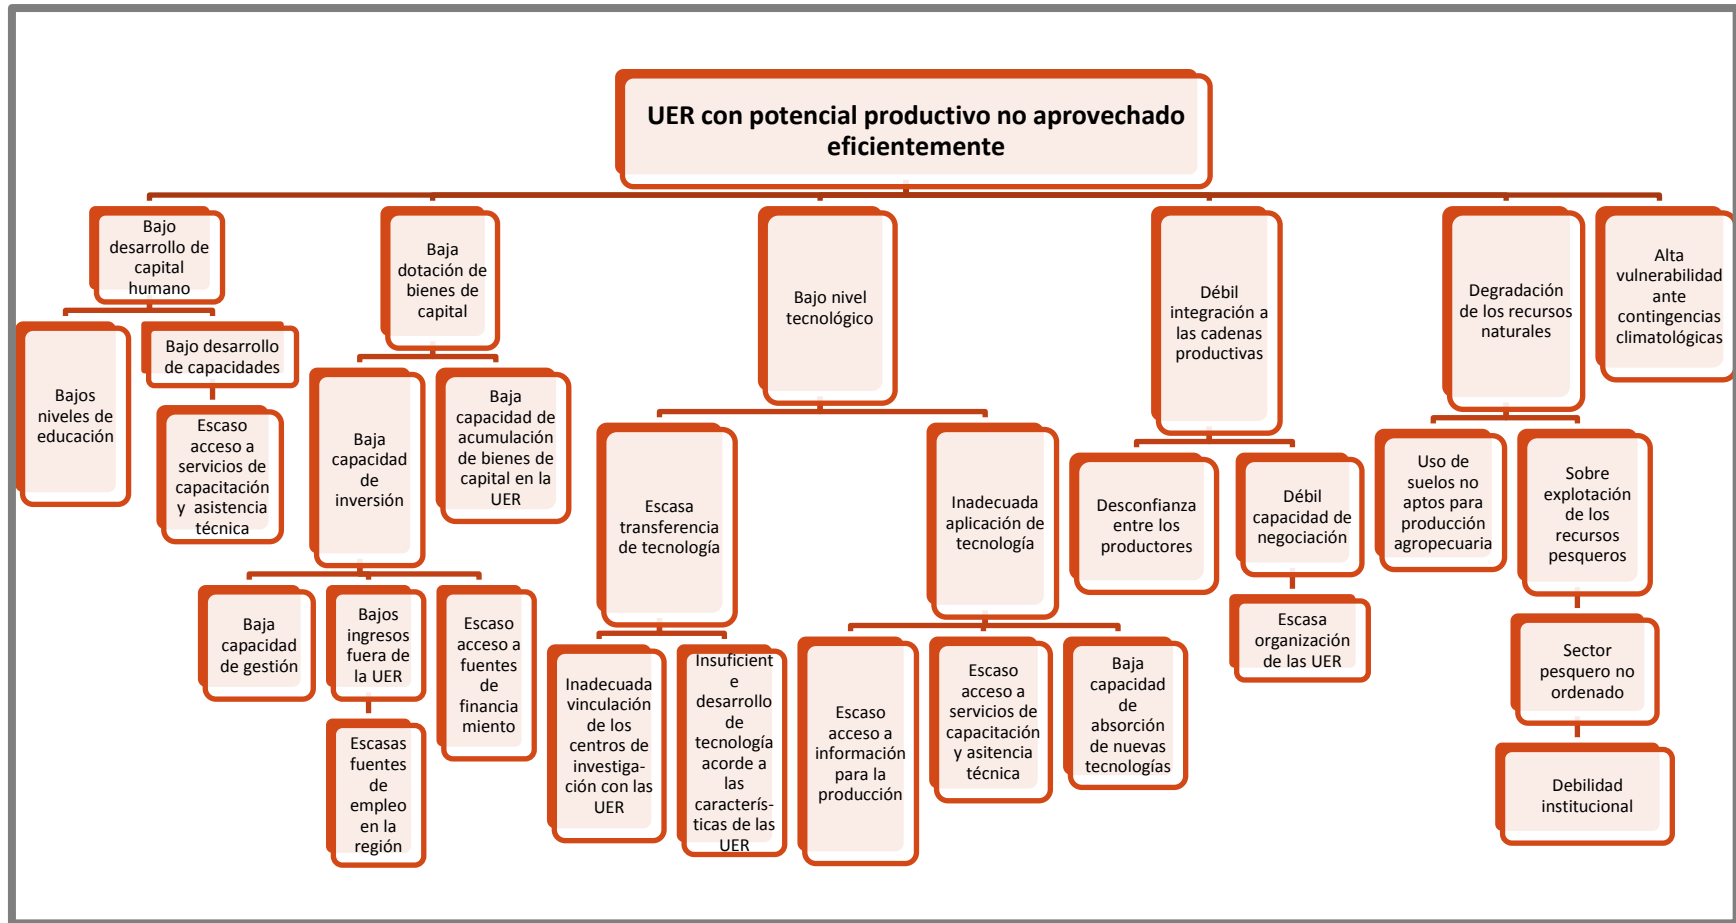 UER con potencial productivo no aprovechado
eficientemente
Bajo
desarrollo de
capital
humano
Baja
dotación de
bienes de
capital
Bajo nivel
tecnológico
Débil
integración a
las cadenas
productivas
Degradación
de los recursos
naturales
Alta
vulnerabilidad
ante
contingencias
climatológicas
Bajos
niveles de
educación
Bajo desarrollo
de capacidades
Escaso
acceso a
servicios de
capacitación
y asistencia
técnica
Baja
capacidad
de
inversión
Baja
capacidad de
acumulación
de bienes de
capital en la
UER
Escasa
transferencia
de tecnología
Inadecuada
aplicación de
tecnología
Desconfianza
entre los
productores
Débil
capacidad de
negociación
Uso de
suelos no
aptos para
producción
agropecuaria
Sobre
explotación
de los
recursos
pesqueros
Baja
capacidad
de gestión
Bajos
ingresos
fuera de
la UER
Escaso
acceso a
fuentes
de
financia
miento
Escasas
fuentes
de
empleo
en la
región
Inadecuada
vinculación
de los
centros de
investiga-
ción con las
UER
Insuficient
e
desarrollo
de
tecnología
acorde a
las
caracterís-
ticas de las
UER
Escaso
acceso a
información
para la
producción
Escaso
acceso a
servicios de
capacitación
y asitencia
técnica
Baja
capacidad
de
absorción
de nuevas
tecnologías
Escasa
organización
de las UER
Sector
pesquero no
ordenado
Debilidad
institucional